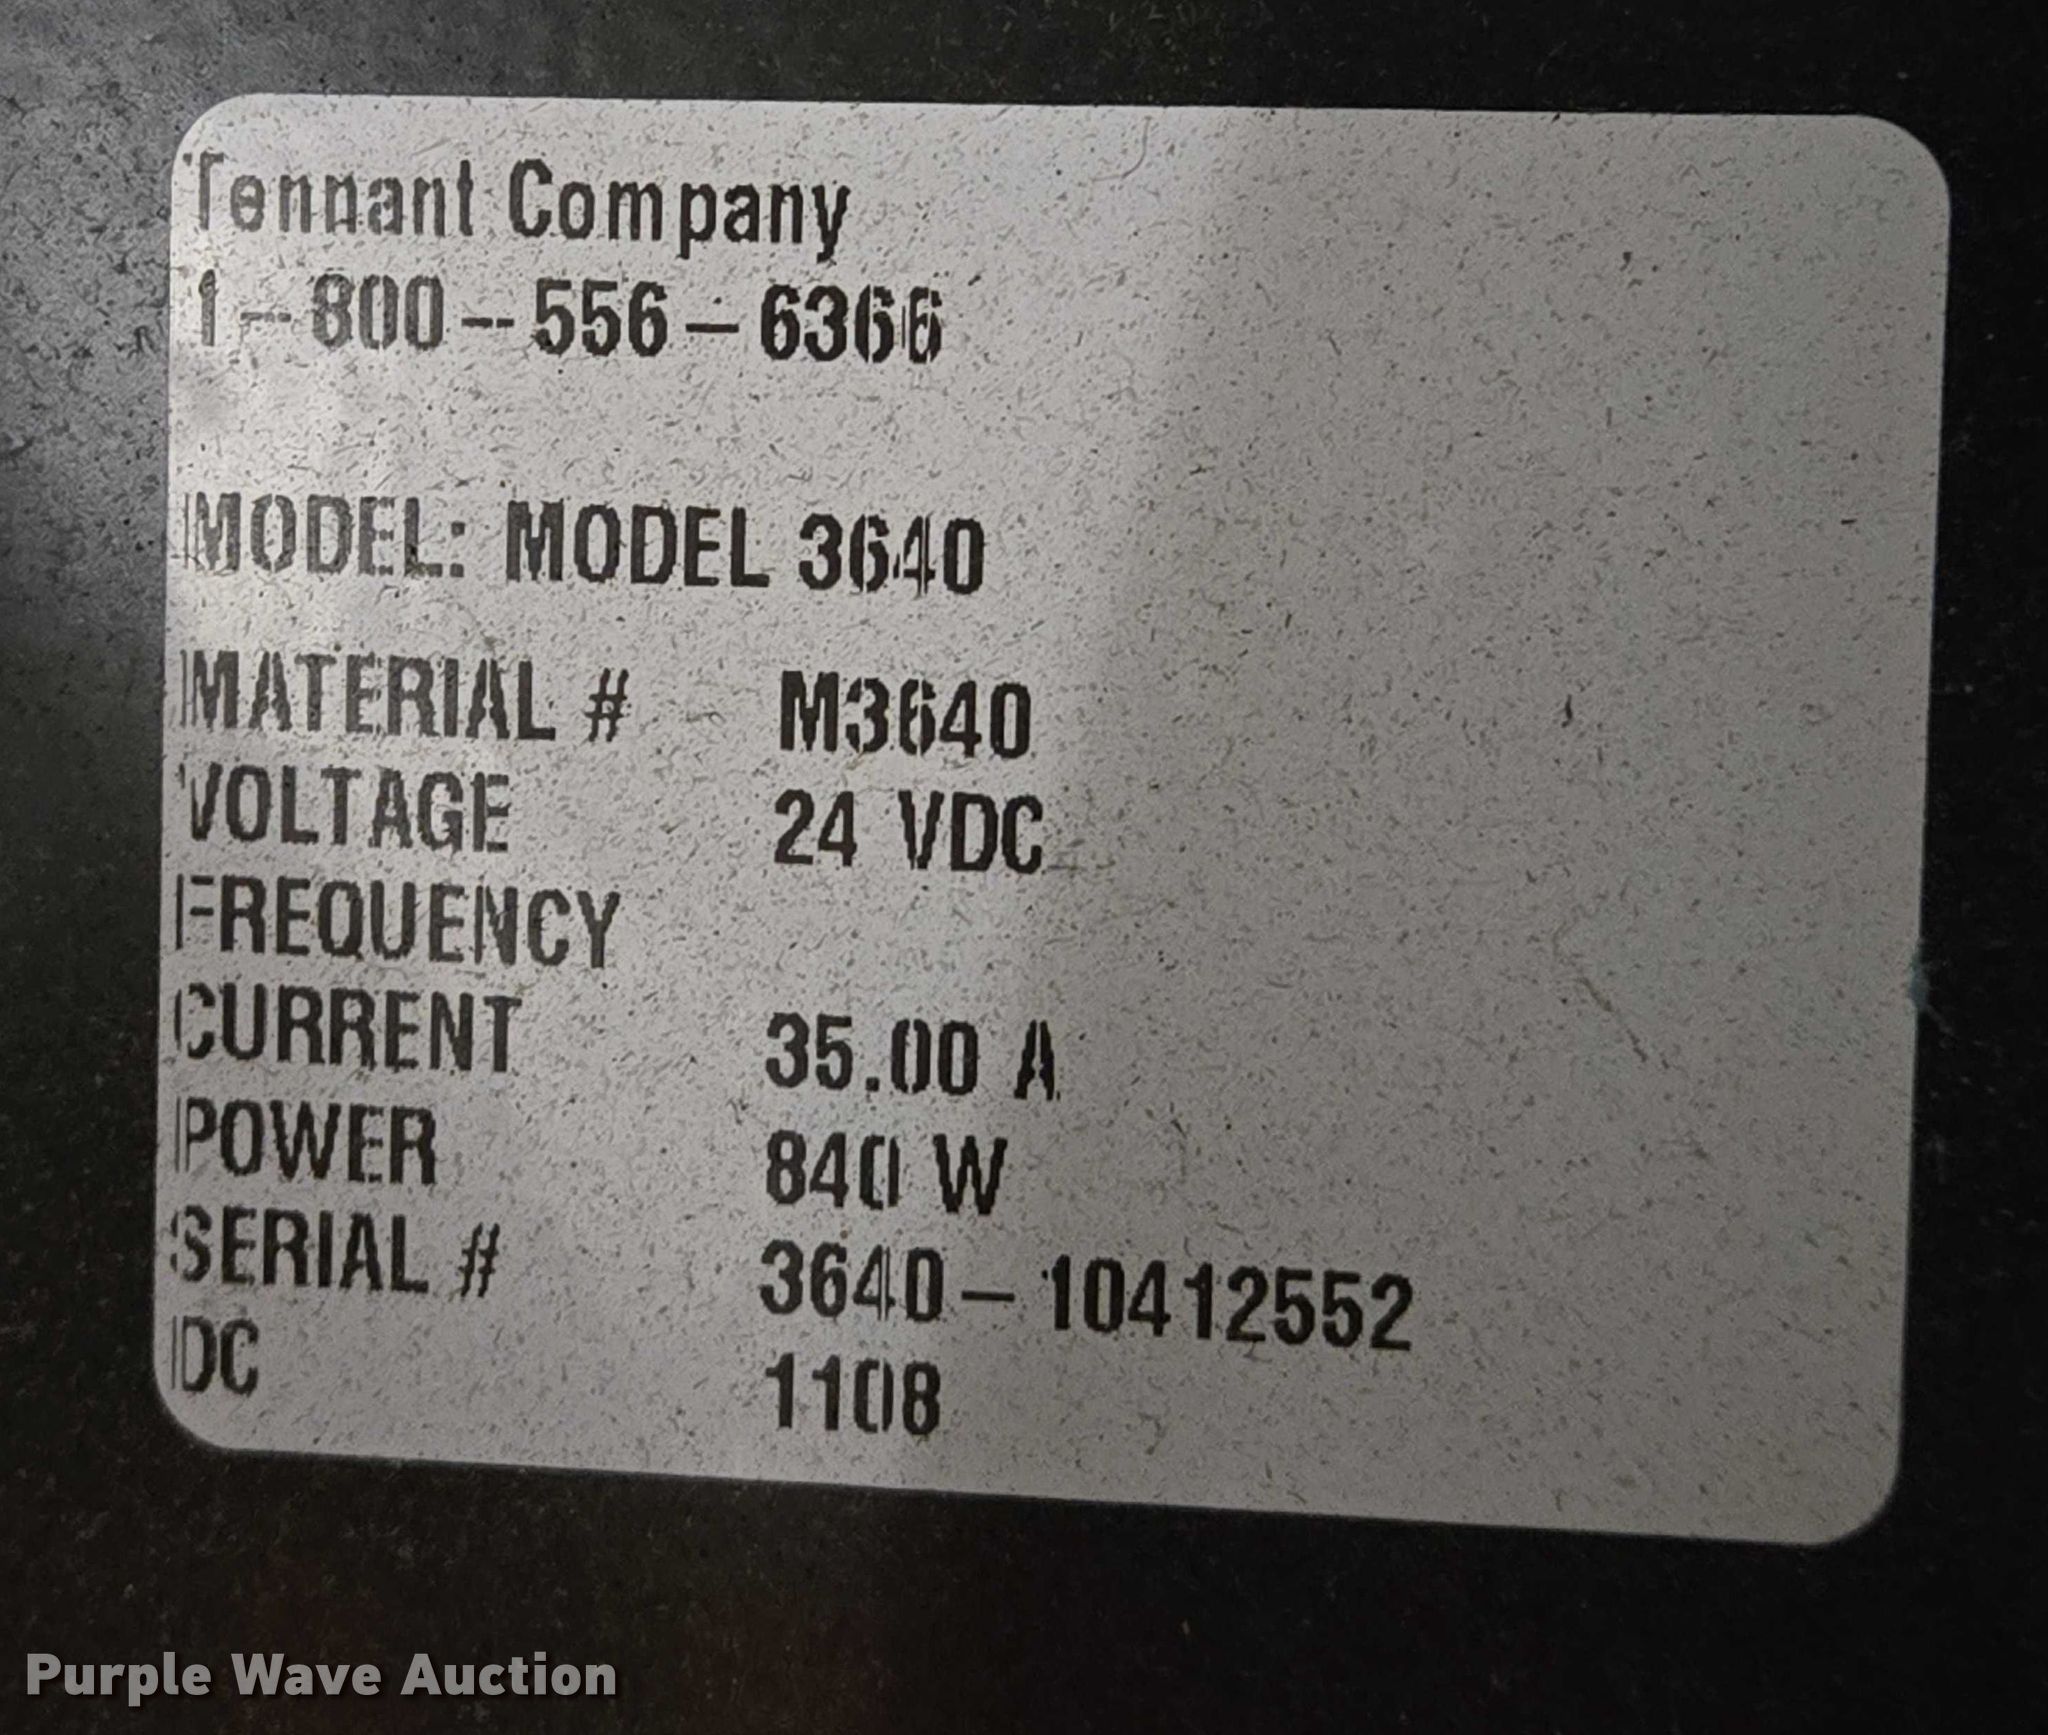 Tennant Company
1-800-556-6366
MODEL: MODEL 3640
MATERIAL # M3640
VOLTAGE 24 VDC
FREQUENCY
CURRENT 35.00 A
POWER 840 W
SERIAL # 3640-10412552
DC 1108
Purple Wave Auction